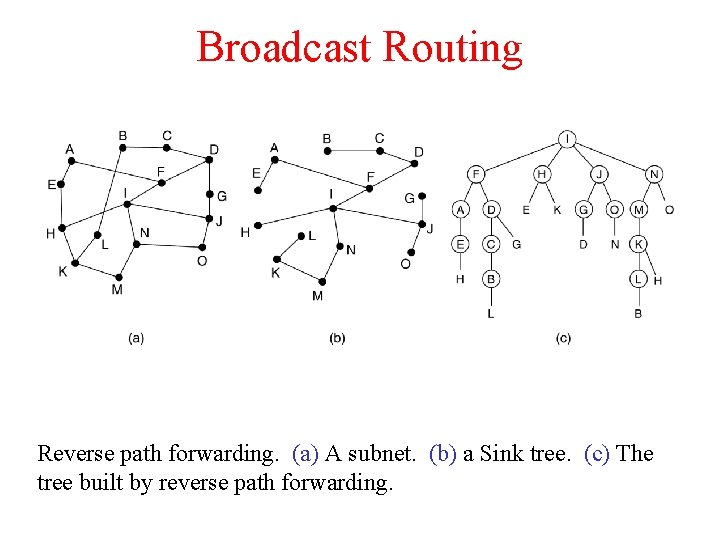 Broadcast Routing
B C
A D
F
E
I G
J
H N
L
O
K
M
B C
A D
E F
I G
H J
L
N
O
K
M
I
F H J N
A D E K G O M O
E C G D N K
H B L H
L B
(a) (b) (c)
Reverse path forwarding. (a) A subnet. (b) a Sink tree. (c) The
tree built by reverse path forwarding.